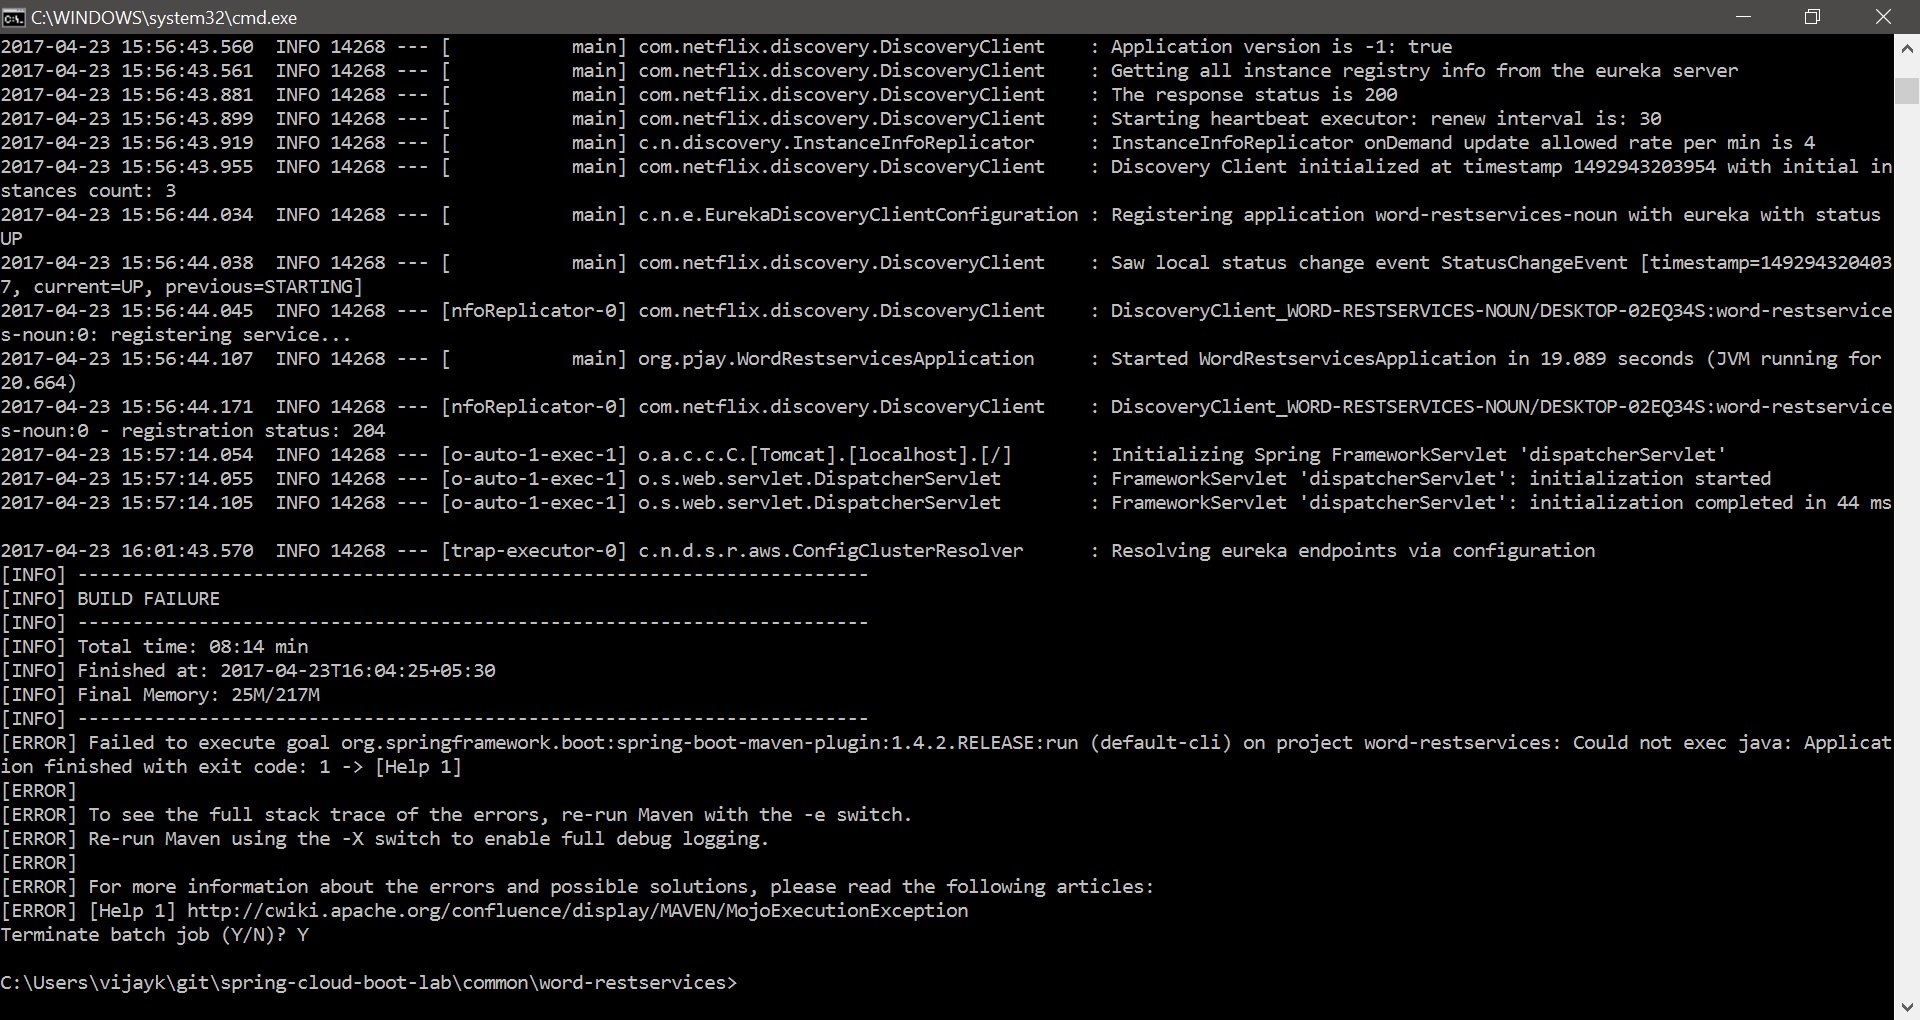 C:\WINDOWS\system32\cmd.exe
2017-04-23 15:56:43.560  INFO 14268 --- [           main] com.netflix.discovery.DiscoveryClient    : Application version is -1: true
2017-04-23 15:56:43.561  INFO 14268 --- [           main] com.netflix.discovery.DiscoveryClient    : Getting all instance registry info from the eureka server
2017-04-23 15:56:43.881  INFO 14268 --- [           main] com.netflix.discovery.DiscoveryClient    : The response status is 200
2017-04-23 15:56:43.899  INFO 14268 --- [           main] com.netflix.discovery.DiscoveryClient    : Starting heartbeat executor: renew interval is: 30
2017-04-23 15:56:43.919  INFO 14268 --- [           main] c.n.discovery.InstanceInfoReplicator     : InstanceInfoReplicator onDemand update allowed rate per min is 4
2017-04-23 15:56:43.955  INFO 14268 --- [           main] com.netflix.discovery.DiscoveryClient    : Discovery Client initialized at timestamp 1492943203954 with initial in
stances count: 3
2017-04-23 15:56:44.034  INFO 14268 --- [           main] c.n.e.EurekaDiscoveryClientConfiguration : Registering application word-restservices-noun with eureka with status
UP
2017-04-23 15:56:44.038  INFO 14268 --- [           main] com.netflix.discovery.DiscoveryClient    : Saw local status change event StatusChangeEvent [timestamp=149294320403
7, current=UP, previous=STARTING]
2017-04-23 15:56:44.045  INFO 14268 --- [nfoReplicator-0] com.netflix.discovery.DiscoveryClient    : DiscoveryClient_WORD-RESTSERVICES-NOUN/DESKTOP-02EQ34S:word-restservice
s-noun:0: registering service...
2017-04-23 15:56:44.107  INFO 14268 --- [           main] org.pjay.WordRestservicesApplication     : Started WordRestservicesApplication in 19.089 seconds (JVM running for
20.664)
2017-04-23 15:56:44.171  INFO 14268 --- [nfoReplicator-0] com.netflix.discovery.DiscoveryClient    : DiscoveryClient_WORD-RESTSERVICES-NOUN/DESKTOP-02EQ34S:word-restservice
s-noun:0 - registration status: 204
2017-04-23 15:57:14.054  INFO 14268 --- [o-auto-1-exec-1] o.a.c.c.C.[Tomcat].[localhost].[/]       : Initializing Spring FrameworkServlet 'dispatcherServlet'
2017-04-23 15:57:14.055  INFO 14268 --- [o-auto-1-exec-1] o.s.web.servlet.DispatcherServlet        : FrameworkServlet 'dispatcherServlet': initialization started
2017-04-23 15:57:14.105  INFO 14268 --- [o-auto-1-exec-1] o.s.web.servlet.DispatcherServlet        : FrameworkServlet 'dispatcherServlet': initialization completed in 44 ms
2017-04-23 16:01:43.570  INFO 14268 --- [trap-executor-0] c.n.d.s.r.aws.ConfigClusterResolver      : Resolving eureka endpoints via configuration
[INFO] ------------------------------------------------------------------------
[INFO] BUILD FAILURE
[INFO] ------------------------------------------------------------------------
[INFO] Total time: 08:14 min
[INFO] Finished at: 2017-04-23T16:04:25+05:30
[INFO] Final Memory: 25M/217M
[INFO] ------------------------------------------------------------------------
[ERROR] Failed to execute goal org.springframework.boot:spring-boot-maven-plugin:1.4.2.RELEASE:run (default-cli) on project word-restservices: Could not exec java: Applicat
ion finished with exit code: 1 -> [Help 1]
[ERROR]
[ERROR] To see the full stack trace of the errors, re-run Maven with the -e switch.
[ERROR] Re-run Maven using the -X switch to enable full debug logging.
[ERROR]
[ERROR] For more information about the errors and possible solutions, please read the following articles:
[ERROR] [Help 1] http://cwiki.apache.org/confluence/display/MAVEN/MojoExecutionException
Terminate batch job (Y/N)? Y
C:\Users\vijayk\git\spring-cloud-boot-lab\common\word-restservices>